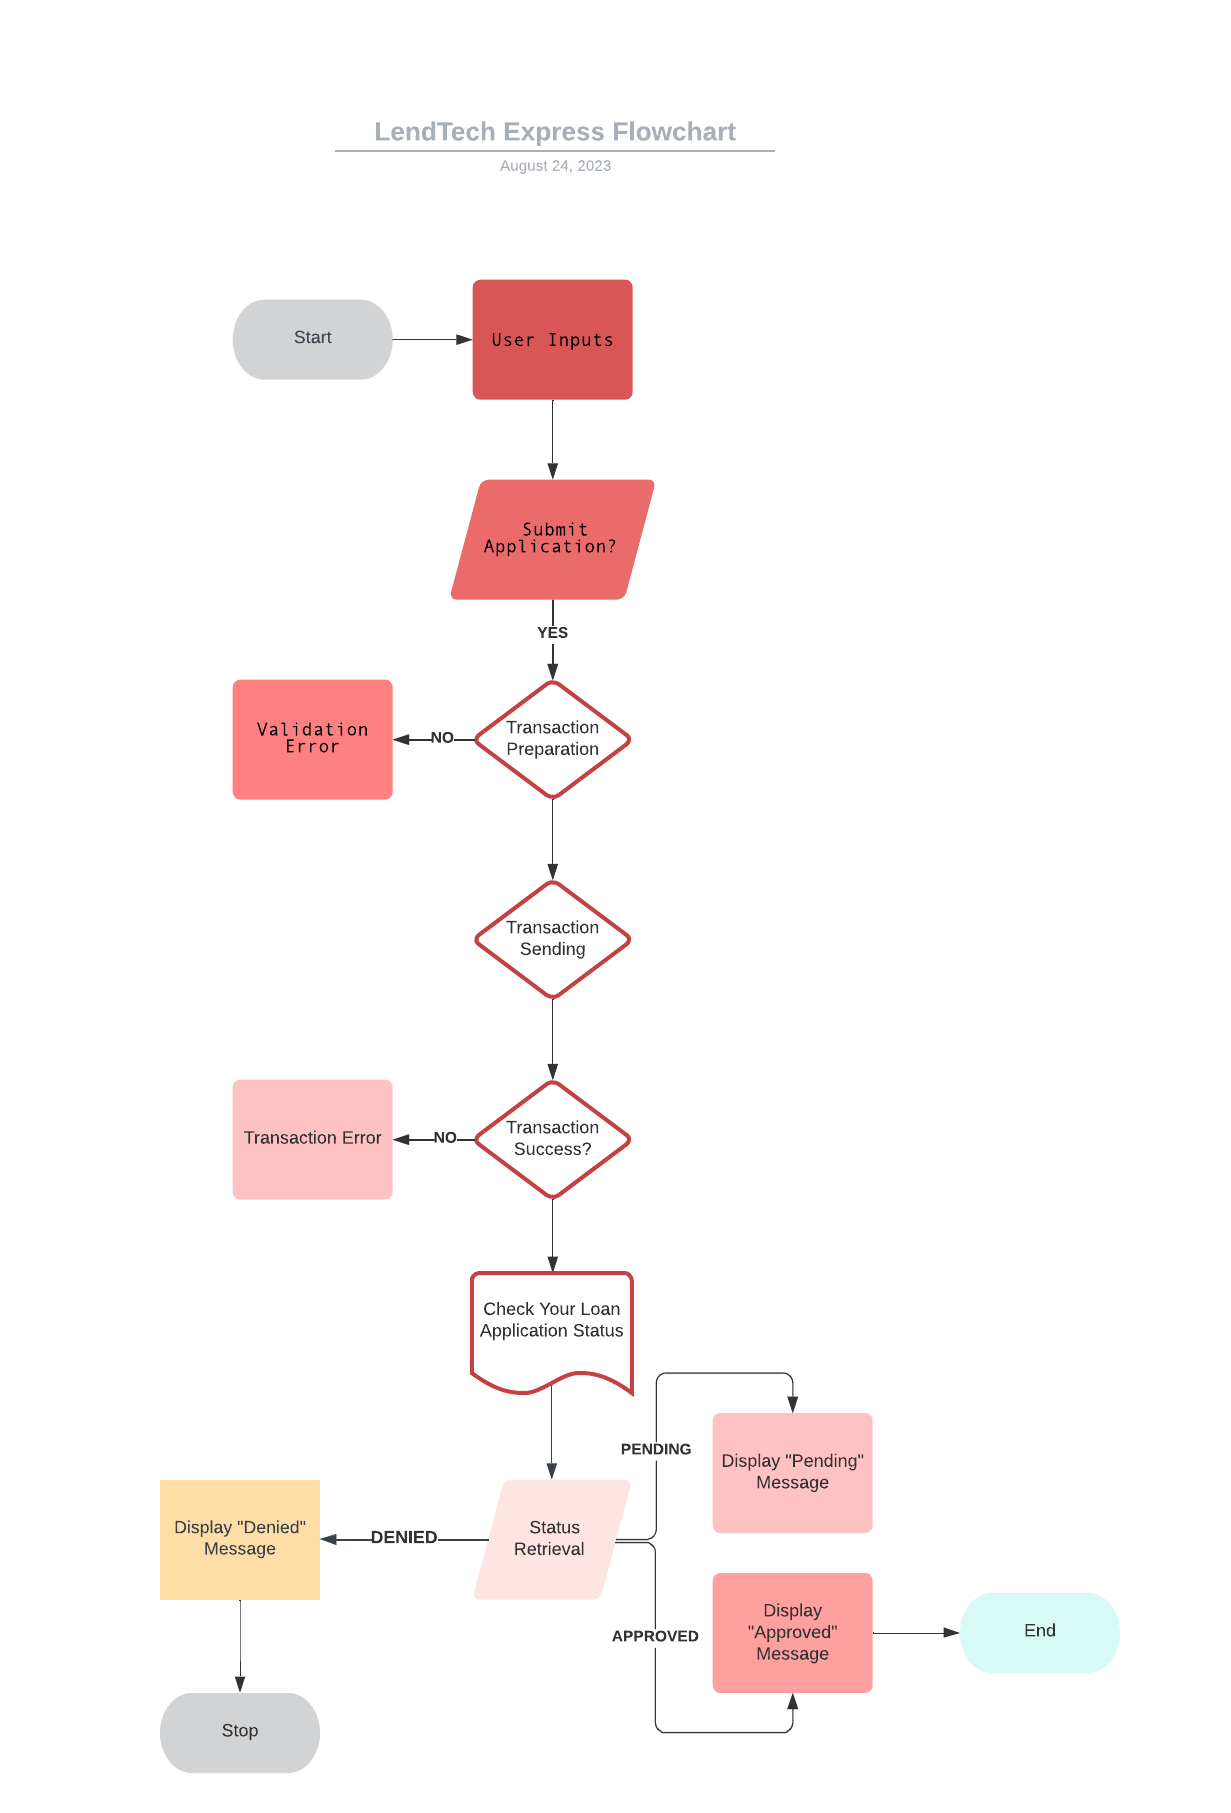 LendTech Express Flowchart
August 24, 2023
Start
User Inputs
Submit
Application?
YES
Validation
Error
NO
Transaction
Preparation
Transaction
Sending
Transaction Error
NO
Transaction
Success?
Check Your Loan
Application Status
PENDING
Display "Pending"
Message
Display "Denied"
Message
DENIED
Status
Retrieval
APPROVED
Display
"Approved"
Message
End
Stop